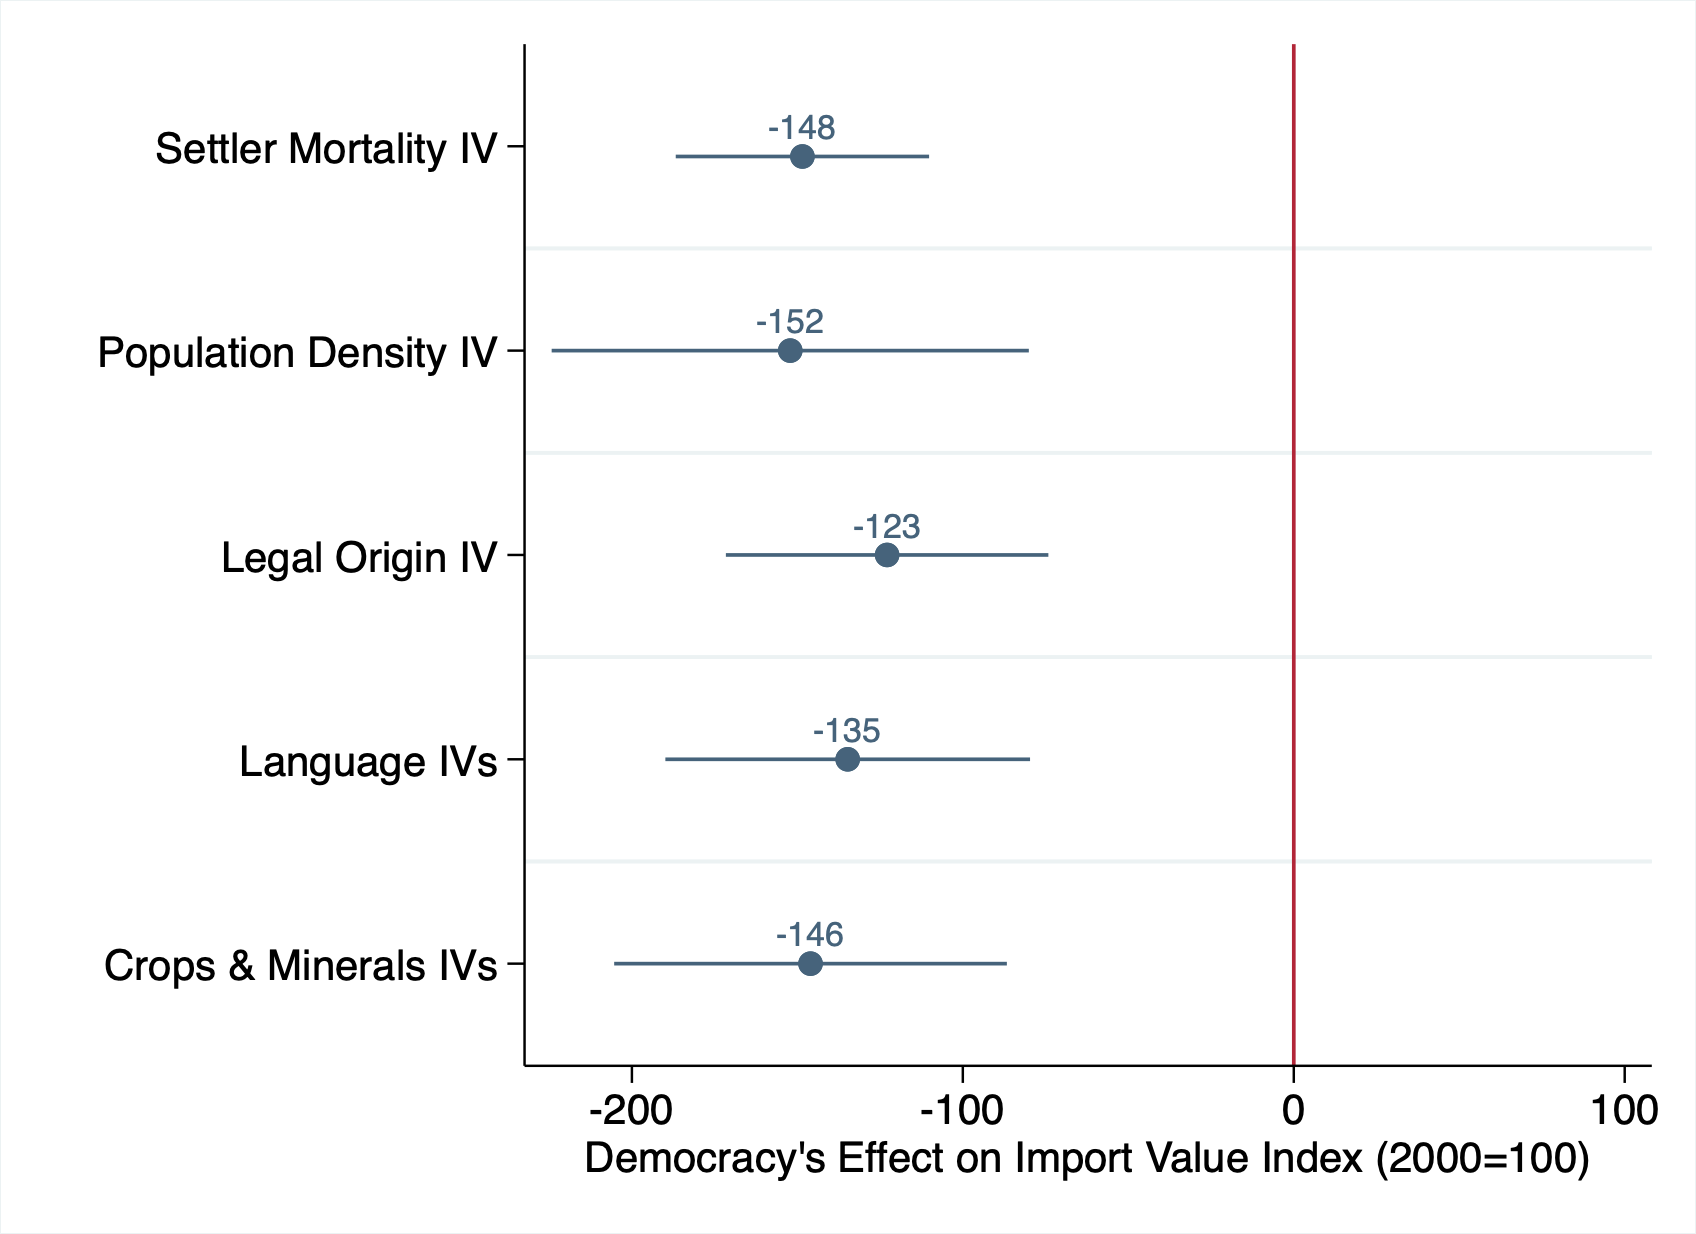 Settler Mortality IV
-148
Population Density IV
-152
Legal Origin IV
-123
Language IVs
-135
Crops & Minerals IVs
-146
-200 -100 0 100
Democracy's Effect on Import Value Index (2000=100)